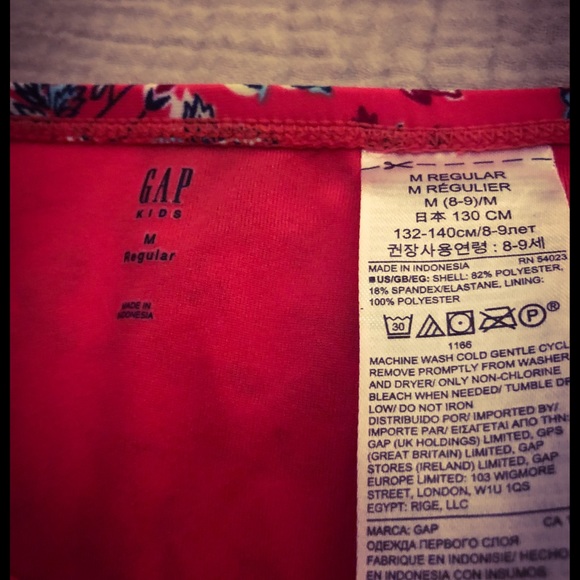 GAP
KIDS
M
Regular
MADE IN
INDONESIA
M REGULAR
M RÉGULIER
M (8-9)/M
日本 130 CM
132-140см/8-9лет
권장사용연령 : 8-9세
MADE IN INDONESIA RN 54023
US/GB/EG: SHELL: 82% POLYESTER,
18% SPANDEX/ELASTANE, LINING:
100% POLYESTER
30
P
®
1166
MACHINE WASH COLD GENTLE CYCL
REMOVE PROMPTLY FROM WASHER
AND DRYER/ ONLY NON-CHLORINE
BLEACH WHEN NEEDED/ TUMBLE DR
LOW/ DO NOT IRON
DISTRIBUIDO POR/ IMPORTED BY/
IMPORTE PAR/ ΕΙΣΑΓΕΤΑΙ ΑΠΟ ΤΗΝ:
GAP (UK HOLDINGS) LIMITED, GPS
(GREAT BRITAIN) LIMITED, GAP
STORES (IRELAND) LIMITED, GAP
EUROPE LIMITED: 103 WIGMORE
STREET, LONDON, W1U 1QS
EGYPT: RIGE, LLC
MARCA: GAP CA
ОДЕЖДА ПЕРВОГО СЛОЯ
FABRIQUE EN INDONISIE/ HECHO
EN INDONESIA CON INSUMOS